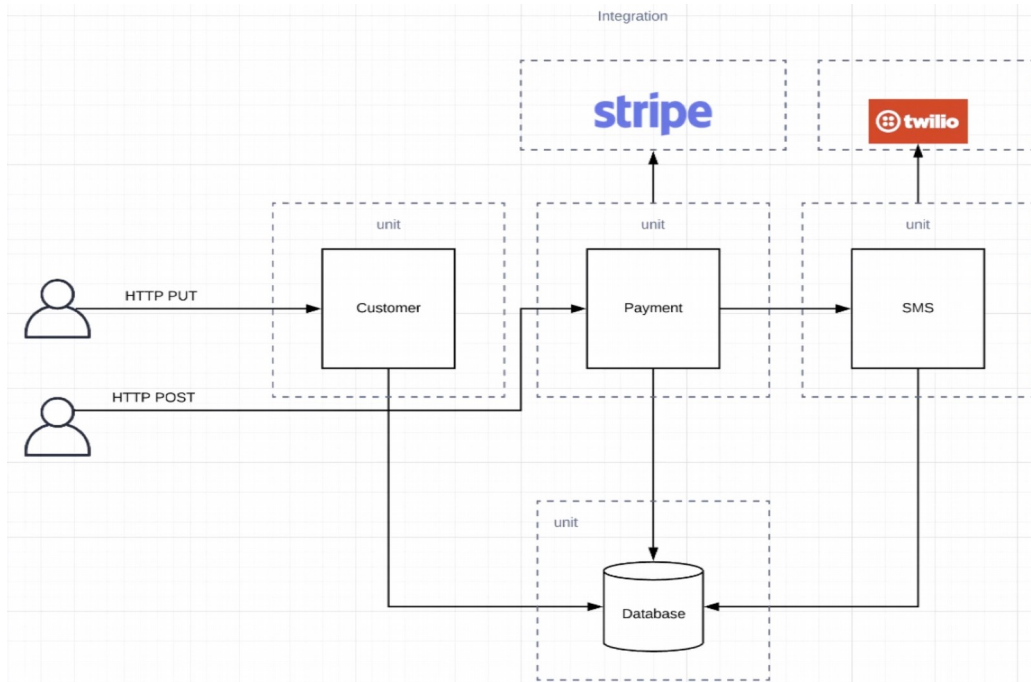 Integration
stripe
twilio
unit
unit
unit
HTTP PUT
Customer
Payment
SMS
HTTP POST
unit
Database